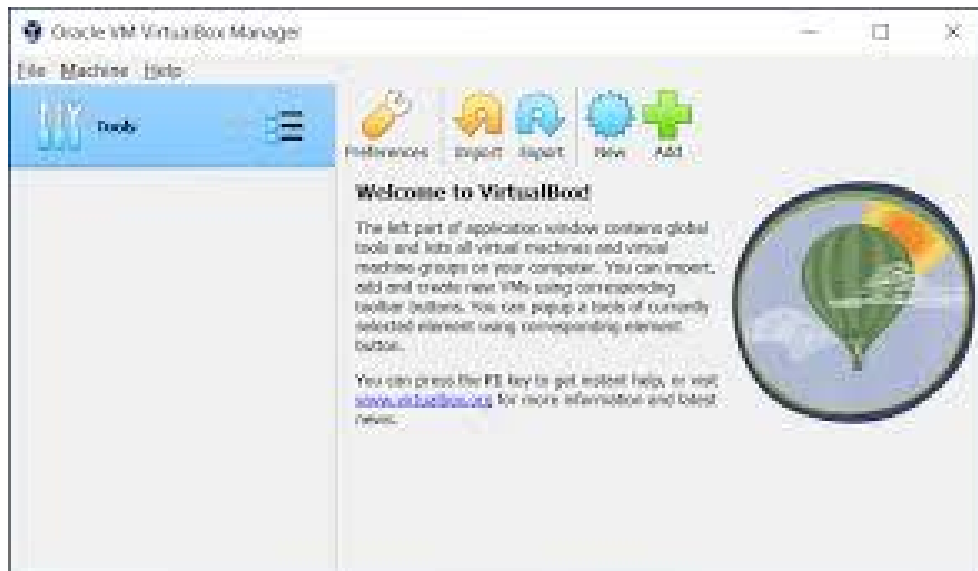 Oracle VM VirtualBox Manager
File Machine Help
Tools
Preferences Import Export New Add
Welcome to VirtualBox!
The left part of application window contains global
tools and lists all virtual machines and virtual
machine groups on your computer. You can import,
add and create new VMs using corresponding
toolbar buttons. You can popup a tools of currently
selected element using corresponding element
button.
You can press the F1 key to get instant help, or visit
www.virtualbox.org for more information and latest
news.